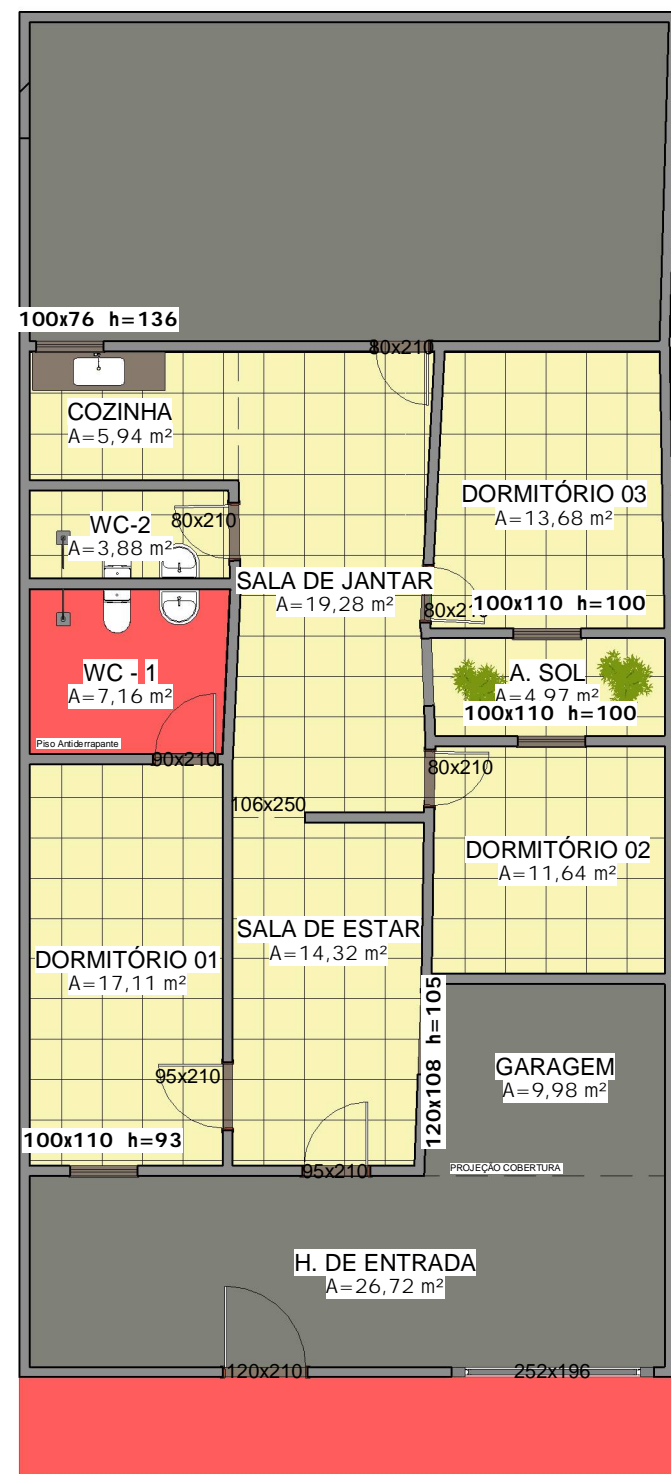 100x76 h=136
80x210
COZINHA
A=5,94 m²
DORMITÓRIO 03
A=13,68 m²
WC-2
A=3,88 m²
80x210
SALA DE JANTAR
A=19,28 m²
80x210
100x110 h=100
WC - 1
A=7,16 m²
A. SOL
A=4,97 m²
100x110 h=100
Piso Antiderrapante
90x210
80x210
106x250
DORMITÓRIO 02
A=11,64 m²
SALA DE ESTAR
A=14,32 m²
DORMITÓRIO 01
A=17,11 m²
120x108 h=105
GARAGEM
A=9,98 m²
95x210
100x110 h=93
95x210
PROJEÇÃO COBERTURA
H. DE ENTRADA
A=26,72 m²
120x210
252x196